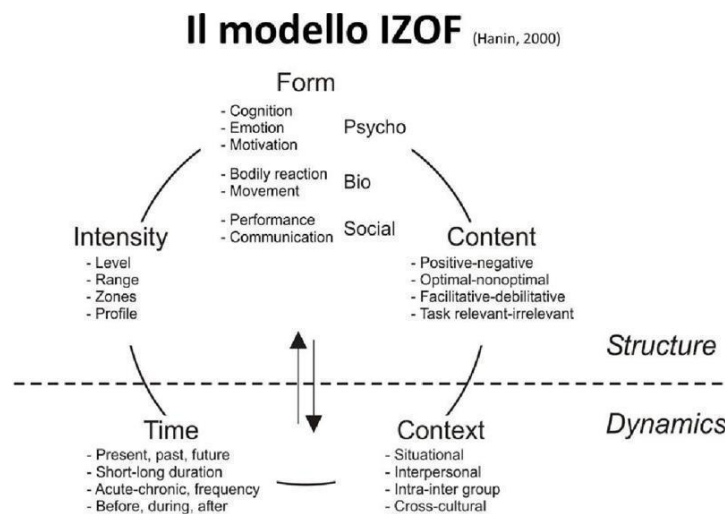 Il modello IZOF (Hanin, 2000)
Form
- Cognition
- Emotion
- Motivation
Psycho
- Bodily reaction
- Movement
Bio
- Performance
- Communication
Social
Intensity
- Level
- Range
- Zones
- Profile
Content
- Positive-negative
- Optimal-nonoptimal
- Facilitative-debilitative
- Task relevant-irrelevant
Structure
Dynamics
Time
- Present, past, future
- Short-long duration
- Acute-chronic, frequency
- Before, during, after
Context
- Situational
- Interpersonal
- Intra-inter group
- Cross-cultural